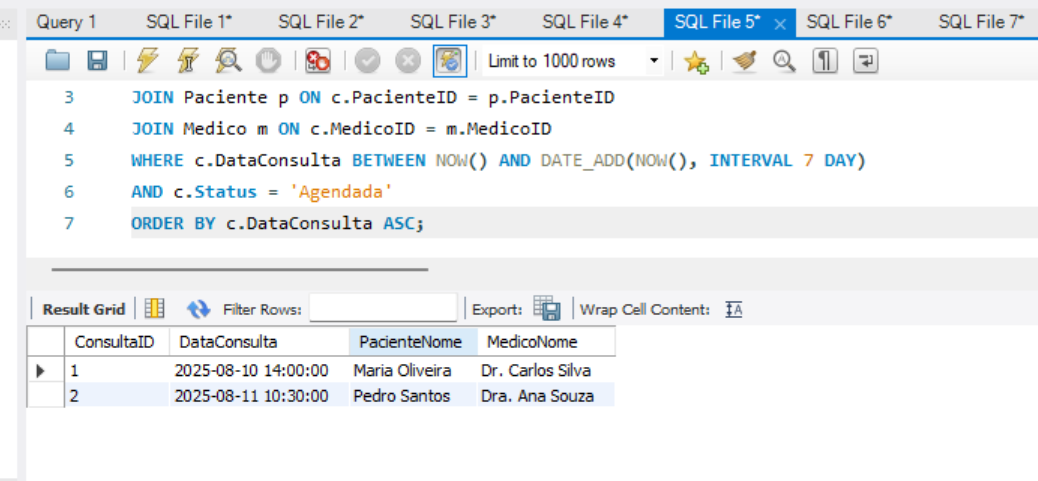 Query 1 SQL File 1* SQL File 2* SQL File 3* SQL File 4* SQL File 5* × SQL File 6* SQL File 7*
Limit to 1000 rows
3 JOIN Paciente p ON c.PacienteID = p.PacienteID
4 JOIN Medico m ON c.MedicoID = m.MedicoID
5 WHERE c.DataConsulta BETWEEN NOW() AND DATE_ADD(NOW(), INTERVAL 7 DAY)
6 AND c.Status = 'Agendada'
7 ORDER BY c.DataConsulta ASC;
Result Grid Filter Rows: Export: Wrap Cell Content: IA
ConsultaID DataConsulta PacienteNome MedicoNome
1 2025-08-10 14:00:00 Maria Oliveira Dr. Carlos Silva
2 2025-08-11 10:30:00 Pedro Santos Dra. Ana Souza